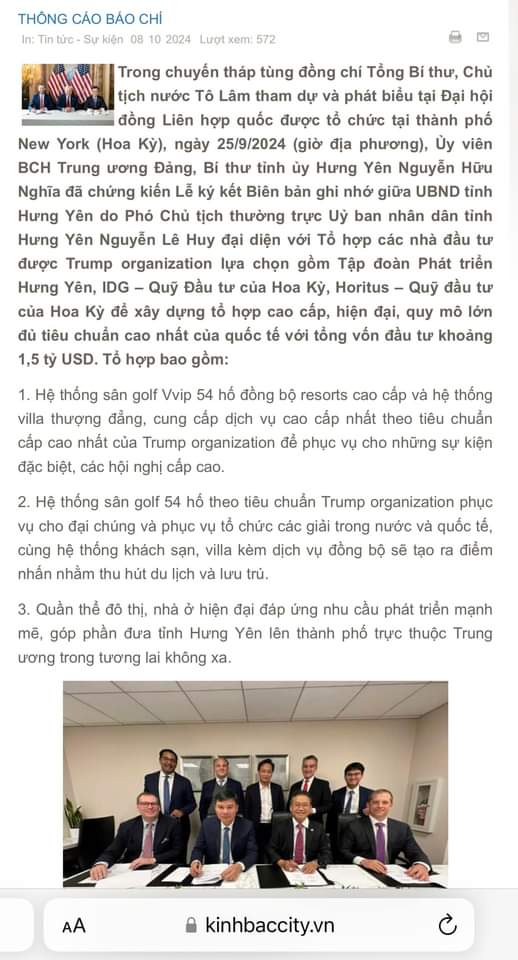 THÔNG CÁO BÁO CHÍ
In: Tin tức - Sự kiện 08 10 2024 Lượt xem: 572
Trong chuyến tháp tùng đồng chí Tổng Bí thư, Chủ
tịch nước Tô Lâm tham dự và phát biểu tại Đại hội
đồng Liên hợp quốc được tổ chức tại thành phố
New York (Hoa Kỳ), ngày 25/9/2024 (giờ địa phương), Ủy viên
BCH Trung ương Đảng, Bí thư tỉnh ủy Hưng Yên Nguyễn Hữu
Nghĩa đã chứng kiến Lễ ký kết Biên bản ghi nhớ giữa UBND tỉnh
Hưng Yên do Phó Chủ tịch thường trực Uỷ ban nhân dân tỉnh
Hưng Yên Nguyễn Lê Huy đại diện với Tổ hợp các nhà đầu tư
được Trump organization lựa chọn gồm Tập đoàn Phát triển
Hưng Yên, IDG – Quỹ Đầu tư của Hoa Kỳ, Horitus – Quỹ đầu tư
của Hoa Kỳ để xây dựng tổ hợp cao cấp, hiện đại, quy mô lớn
đủ tiêu chuẩn cao nhất của quốc tế với tổng vốn đầu tư khoảng
1,5 tỷ USD. Tổ hợp bao gồm:
1. Hệ thống sân golf Vvip 54 hố đồng bộ resorts cao cấp và hệ thống
villa thượng đẳng, cung cấp dịch vụ cao cấp nhất theo tiêu chuẩn
cấp cao nhất của Trump organization để phục vụ cho những sự kiện
đặc biệt, các hội nghị cấp cao.
2. Hệ thống sân golf 54 hố theo tiêu chuẩn Trump organization phục
vụ cho đại chúng và phục vụ tổ chức các giải trong nước và quốc tế,
cùng hệ thống khách sạn, villa kèm dịch vụ đồng bộ sẽ tạo ra điểm
nhấn nhằm thu hút du lịch và lưu trú.
3. Quần thể đô thị, nhà ở hiện đại đáp ứng nhu cầu phát triển mạnh
mẽ, góp phần đưa tỉnh Hưng Yên lên thành phố trực thuộc Trung
ương trong tương lai không xa.
AA kinhbaccity.vn